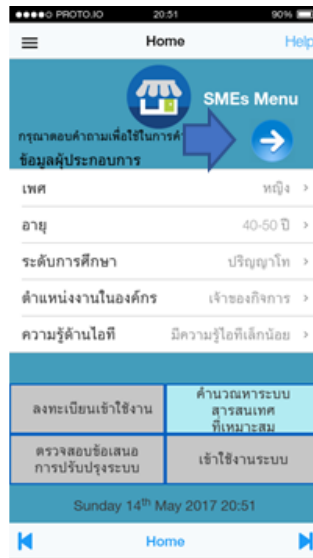 PROTO.IO 20:51 90%
Home Help
SMEs Menu
กรุณาตอบคำถามเพื่อใช้ในการ
ข้อมูลผู้ประกอบการ
เพศ หญิง
อายุ 40-50 ปี
ระดับการศึกษา ปริญญาโท
ตำแหน่งงานในองค์กร เจ้าของกิจการ
ความรู้ด้านไอที มีความรู้ไอทีเล็กน้อย
ลงทะเบียนเข้าใช้งาน
คำนวณหาระบบ
สารสนเทศ
ที่เหมาะสม
ตรวจสอบข้อเสนอ
การปรับปรุงระบบ
เข้าใช้งานระบบ
Sunday 14th May 2017 20:51
Home